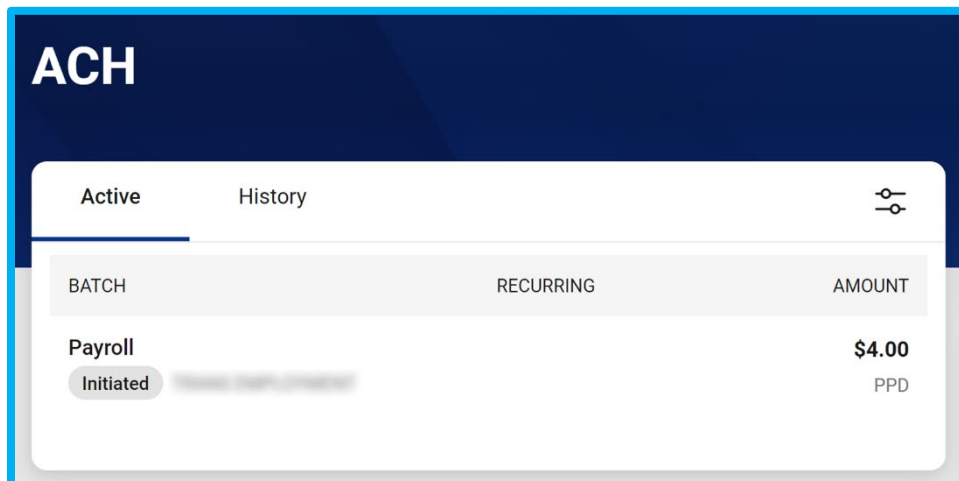 ACH
Active History
BATCH RECURRING AMOUNT
Payroll $4.00
Initiated PPD